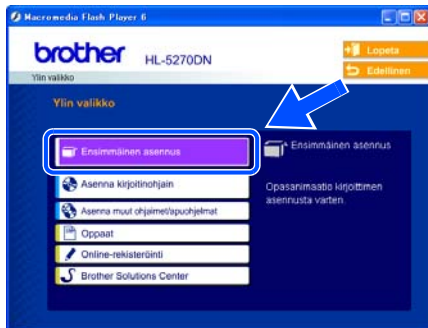 Macromedia Flash Player 6
brother HL-5270DN
Lopeta
Edellinen
Ylin valikko
Ylin valikko
Ensimmäinen asennus
Asenna kirjoitinohjain
Asenna muut ohjaimet/apuohjelmat
Oppaat
Online-rekisteröinti
Brother Solutions Center
Ensimmäinen asennus
Opasanimaatio kirjoittimen
asennusta varten.